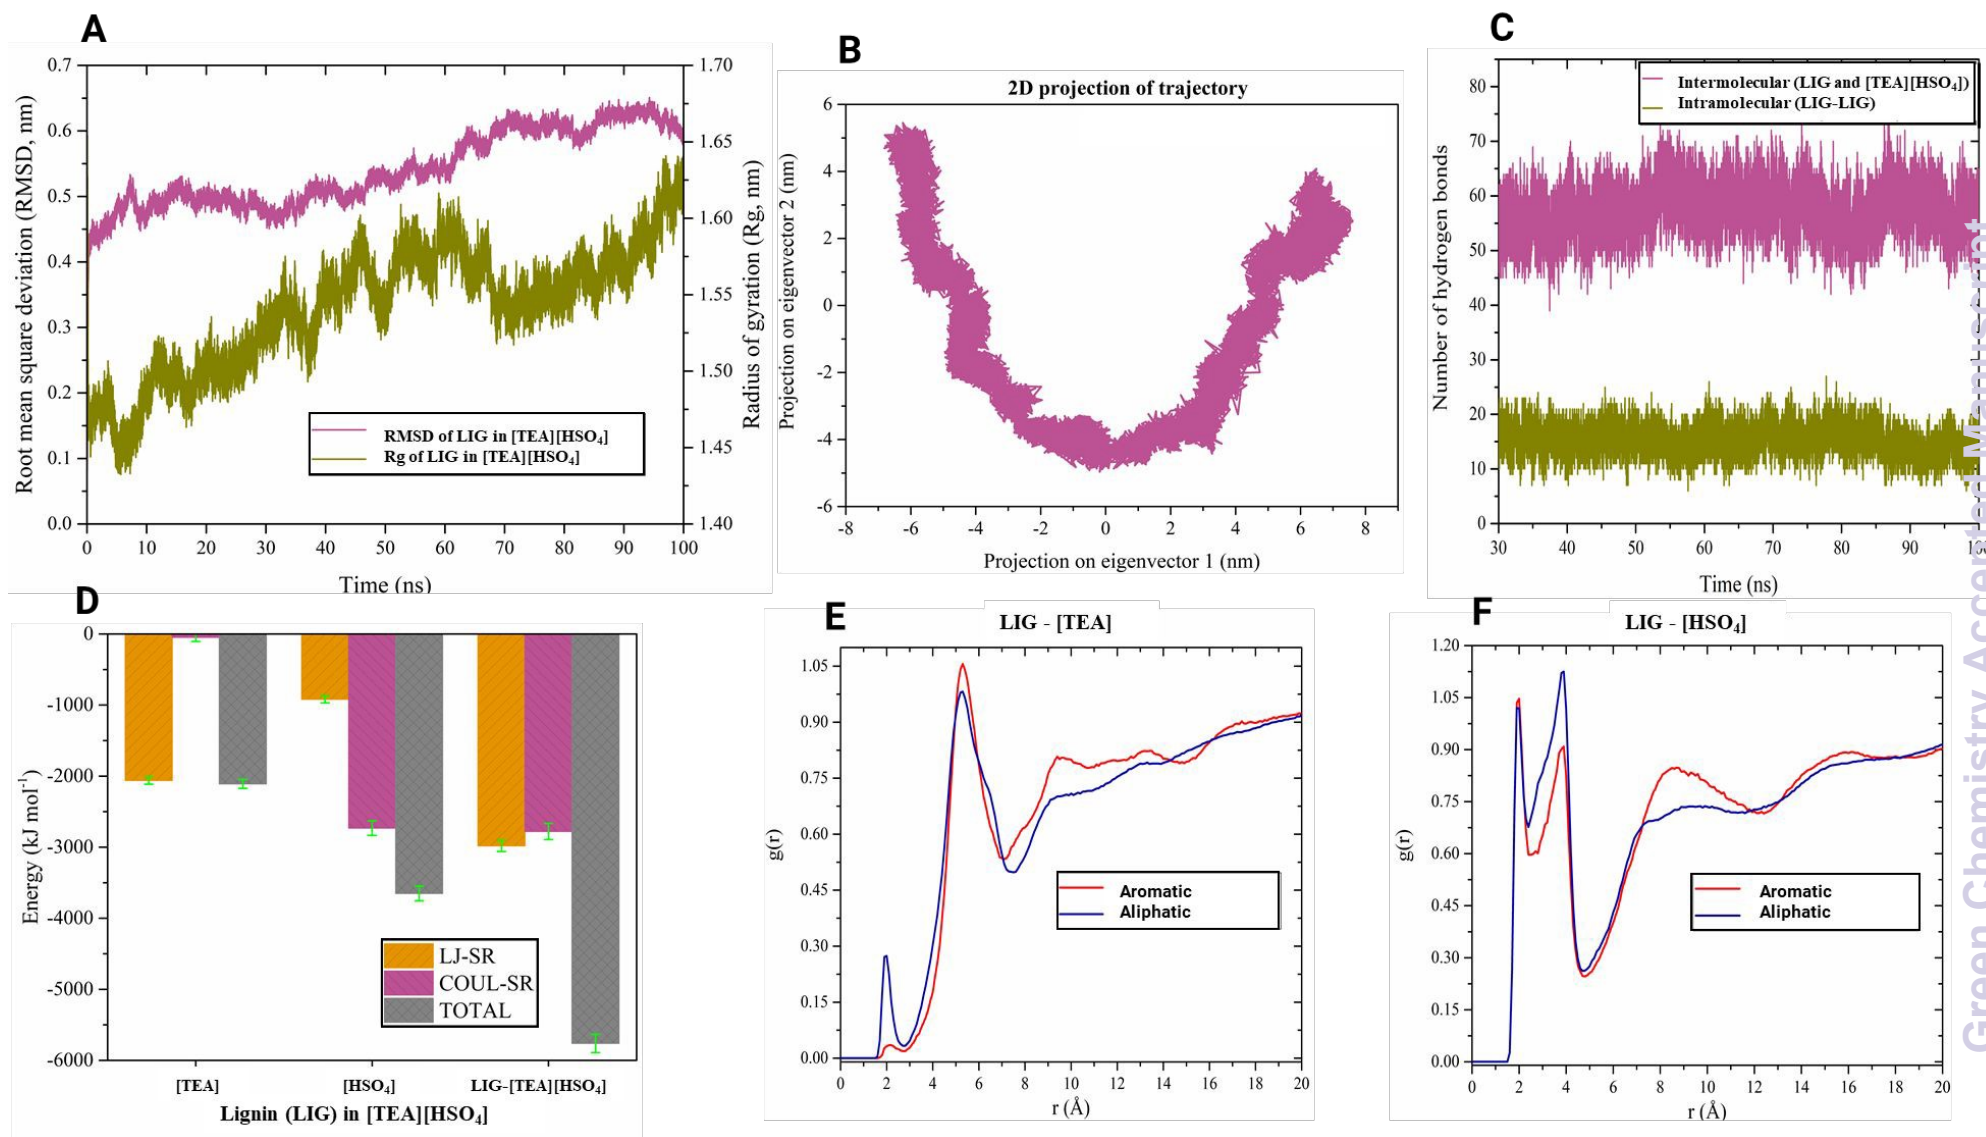 A
0.7
0.6
0.5
0.4
0.3
0.2
0.1
0.0
Root mean square deviation (RMSD, nm)
1.70
1.65
1.60
1.55
1.50
1.45
1.40
Radius of gyration (Rg, nm)
RMSD of LIG in [TEA][HSO₄]
Rg of LIG in [TEA][HSO₄]
0 10 20 30 40 50 60 70 80 90 100
Time (ns)
B
2D projection of trajectory
6
4
2
0
-2
-4
-6
Projection on eigenvector 2 (nm)
-8 -6 -4 -2 0 2 4 6 8
Projection on eigenvector 1 (nm)
C
Intermolecular (LIG and [TEA][HSO₄])
Intramolecular (LIG-LIG)
80
70
60
50
40
30
20
10
0
Number of hydrogen bonds
30 40 50 60 70 80 90
Time (ns)
D
0
-1000
-2000
-3000
-4000
-5000
-6000
Energy (kJ mol⁻¹)
LJ-SR
COUL-SR
TOTAL
[TEA] [HSO₄] LIG-[TEA][HSO₄]
Lignin (LIG) in [TEA][HSO₄]
E
LIG - [TEA]
1.05
0.90
0.75
0.60
0.45
0.30
0.15
0.00
g(r)
Aromatic
Aliphatic
0 2 4 6 8 10 12 14 16 18 20
r (Å)
F
LIG - [HSO₄]
1.20
1.05
0.90
0.75
0.60
0.45
0.30
0.15
0.00
g(r)
Aromatic
Aliphatic
0 2 4 6 8 10 12 14 16 18 20
r (Å)
Green Chemistry Accepted Manuscript